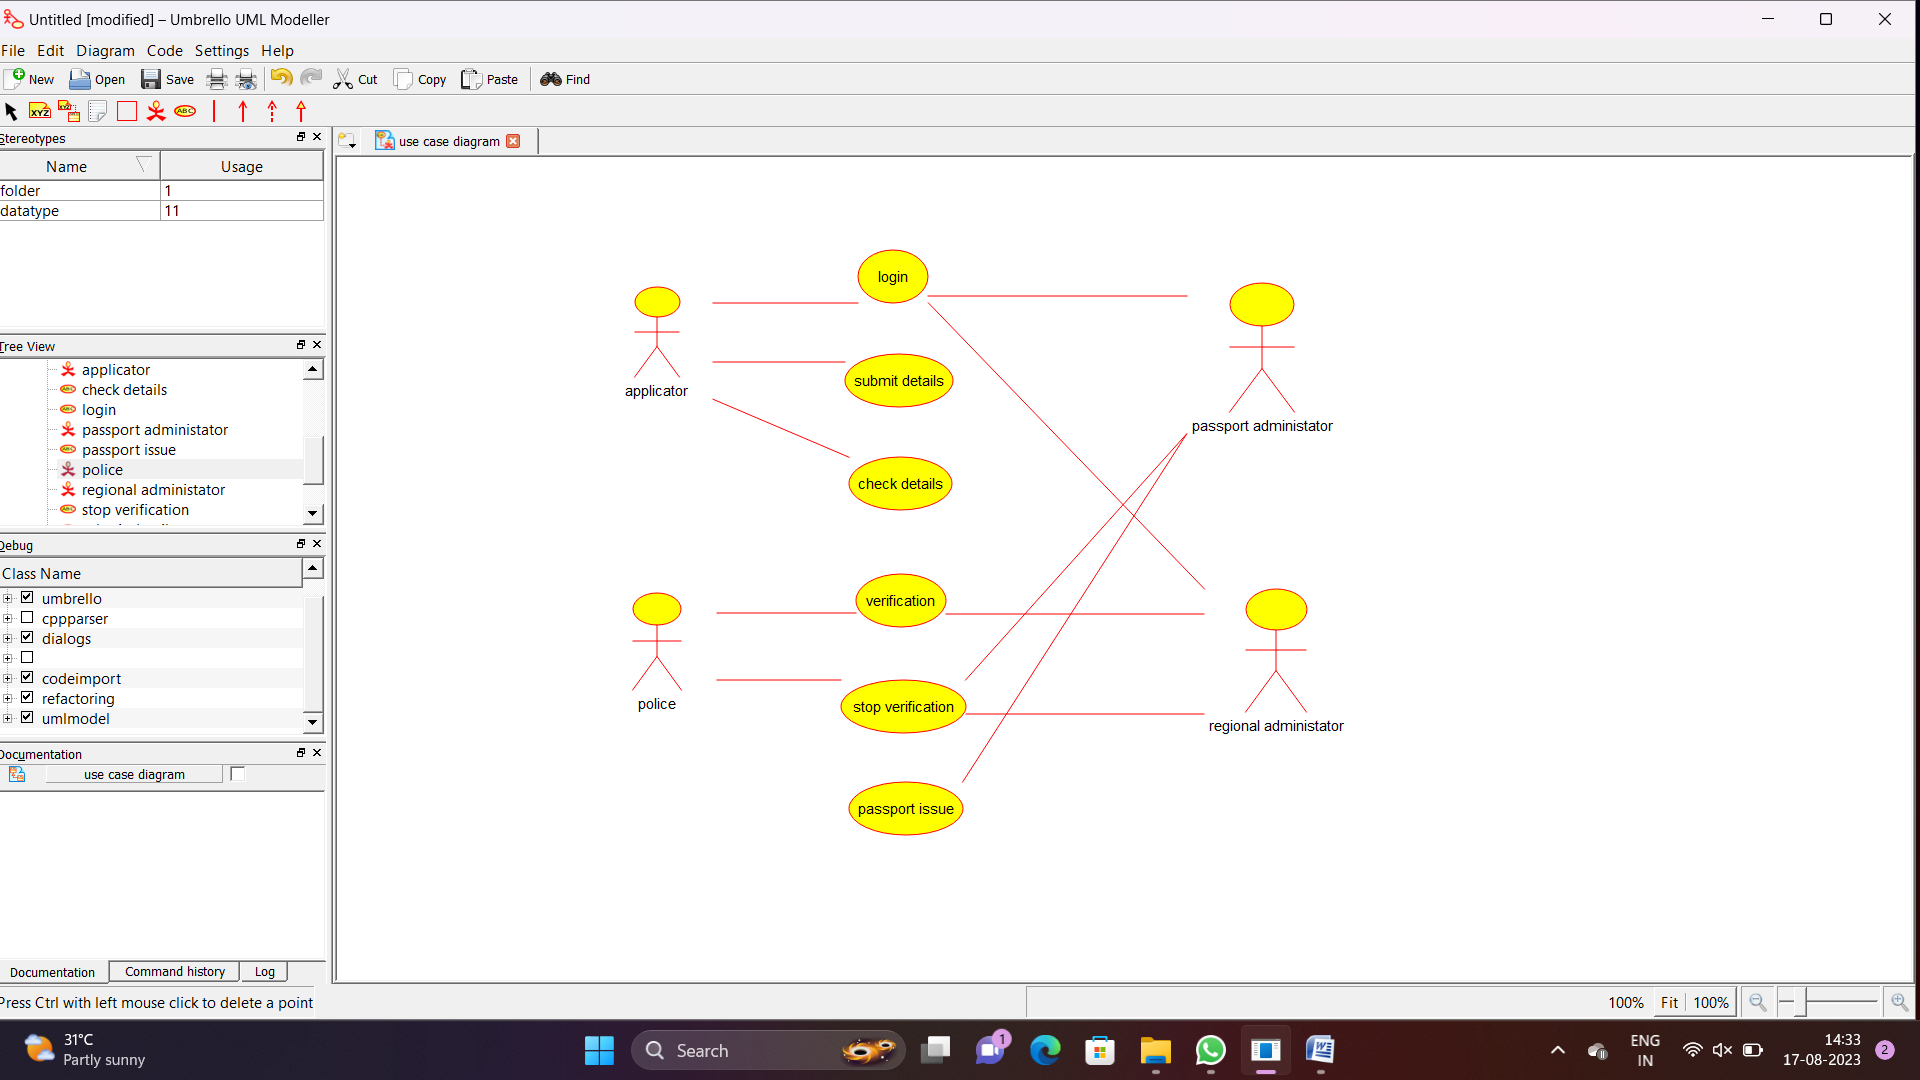 Untitled [modified] – Umbrello UML Modeller
File Edit Diagram Code Settings Help
New Open Save Cut Copy Paste Find
XYZ XYZ ABC
Stereotypes
use case diagram
Name Usage
folder 1
datatype 11
Tree View
applicator
check details
login
passport administator
passport issue
police
regional administator
stop verification
Debug
Class Name
umbrello
cppparser
dialogs
codeimport
refactoring
umlmodel
Documentation
use case diagram
Documentation Command history Log
Press Ctrl with left mouse click to delete a point
login
applicator
submit details
check details
passport administator
verification
police
stop verification
regional administator
passport issue
100% Fit 100%
31°C
Partly sunny
Search
1
ENG
IN
14:33
17-08-2023
2